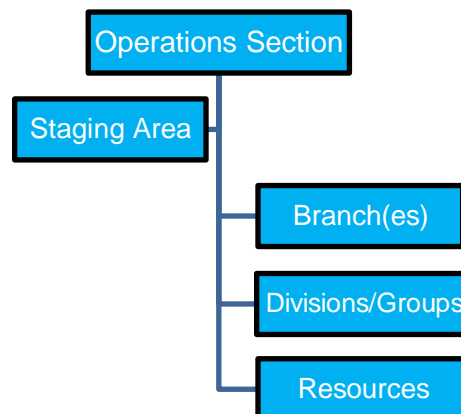 Operations Section
Staging Area
Branch(es)
Divisions/Groups
Resources